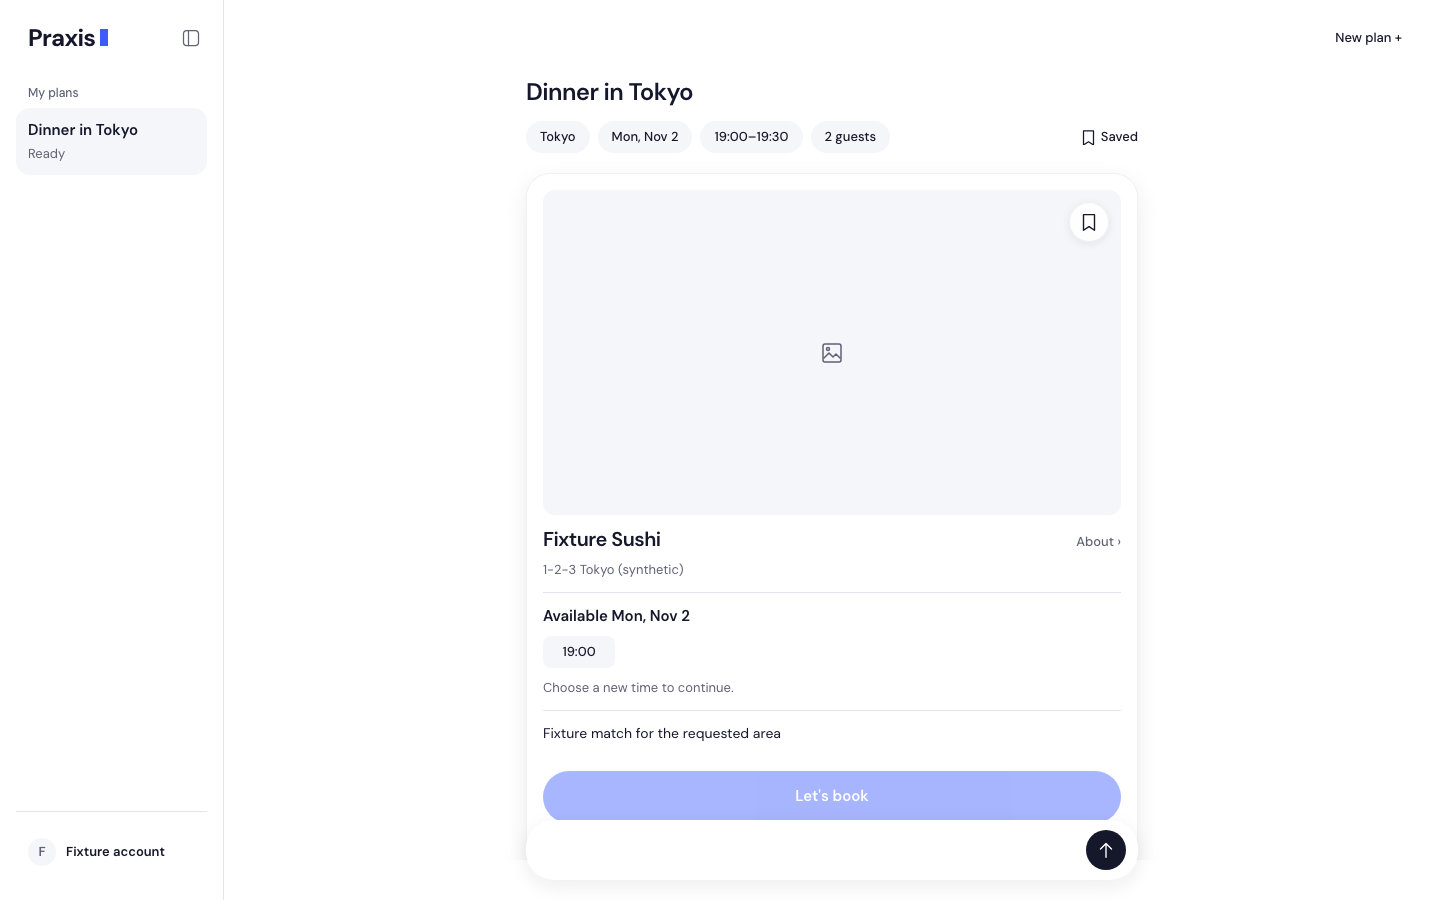 Praxis
New plan +
My plans
Dinner in Tokyo
Ready
Dinner in Tokyo
Tokyo
Mon, Nov 2
19:00–19:30
2 guests
Saved
Fixture Sushi
About ›
1-2-3 Tokyo (synthetic)
Available Mon, Nov 2
19:00
Choose a new time to continue.
Fixture match for the requested area
Let's book
F
Fixture account